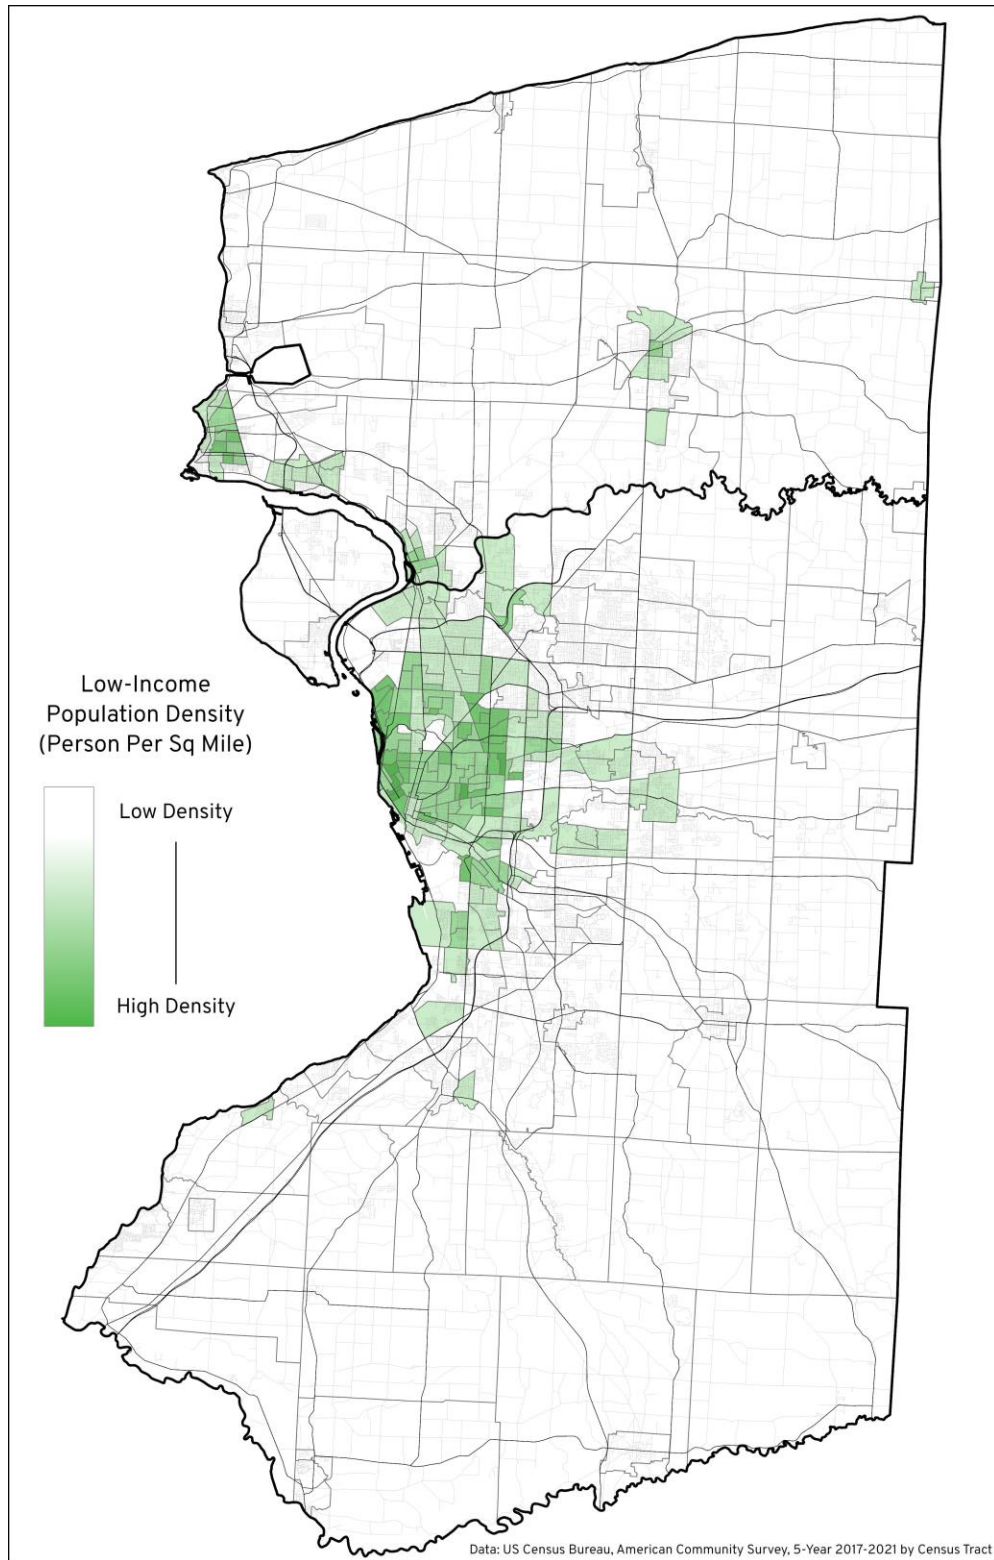 Low-Income
Population Density
(Person Per Sq Mile)
Low Density
High Density
Data: US Census Bureau, American Community Survey, 5-Year 2017-2021 by Census Tract